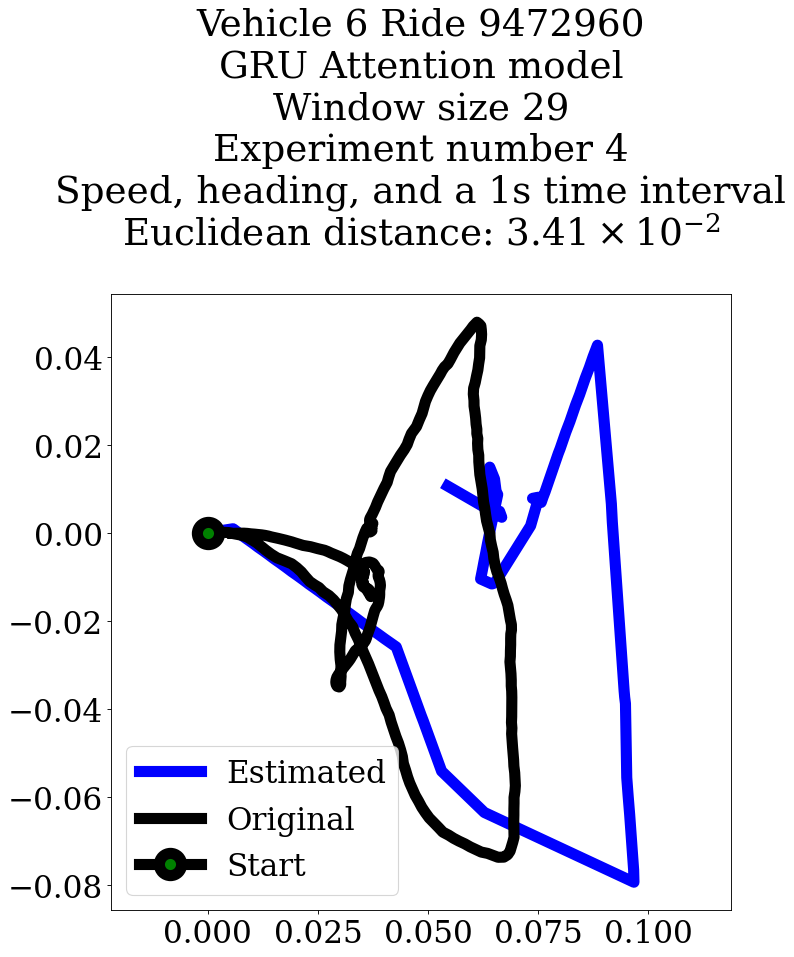 Vehicle 6 Ride 9472960
GRU Attention model
Window size 29
Experiment number 4
Speed, heading, and a 1s time interval
Euclidean distance: 3.41 × 10⁻²
0.04
0.02
0.00
−0.02
−0.04
−0.06
−0.08
Estimated
Original
Start
0.000 0.025 0.050 0.075 0.100